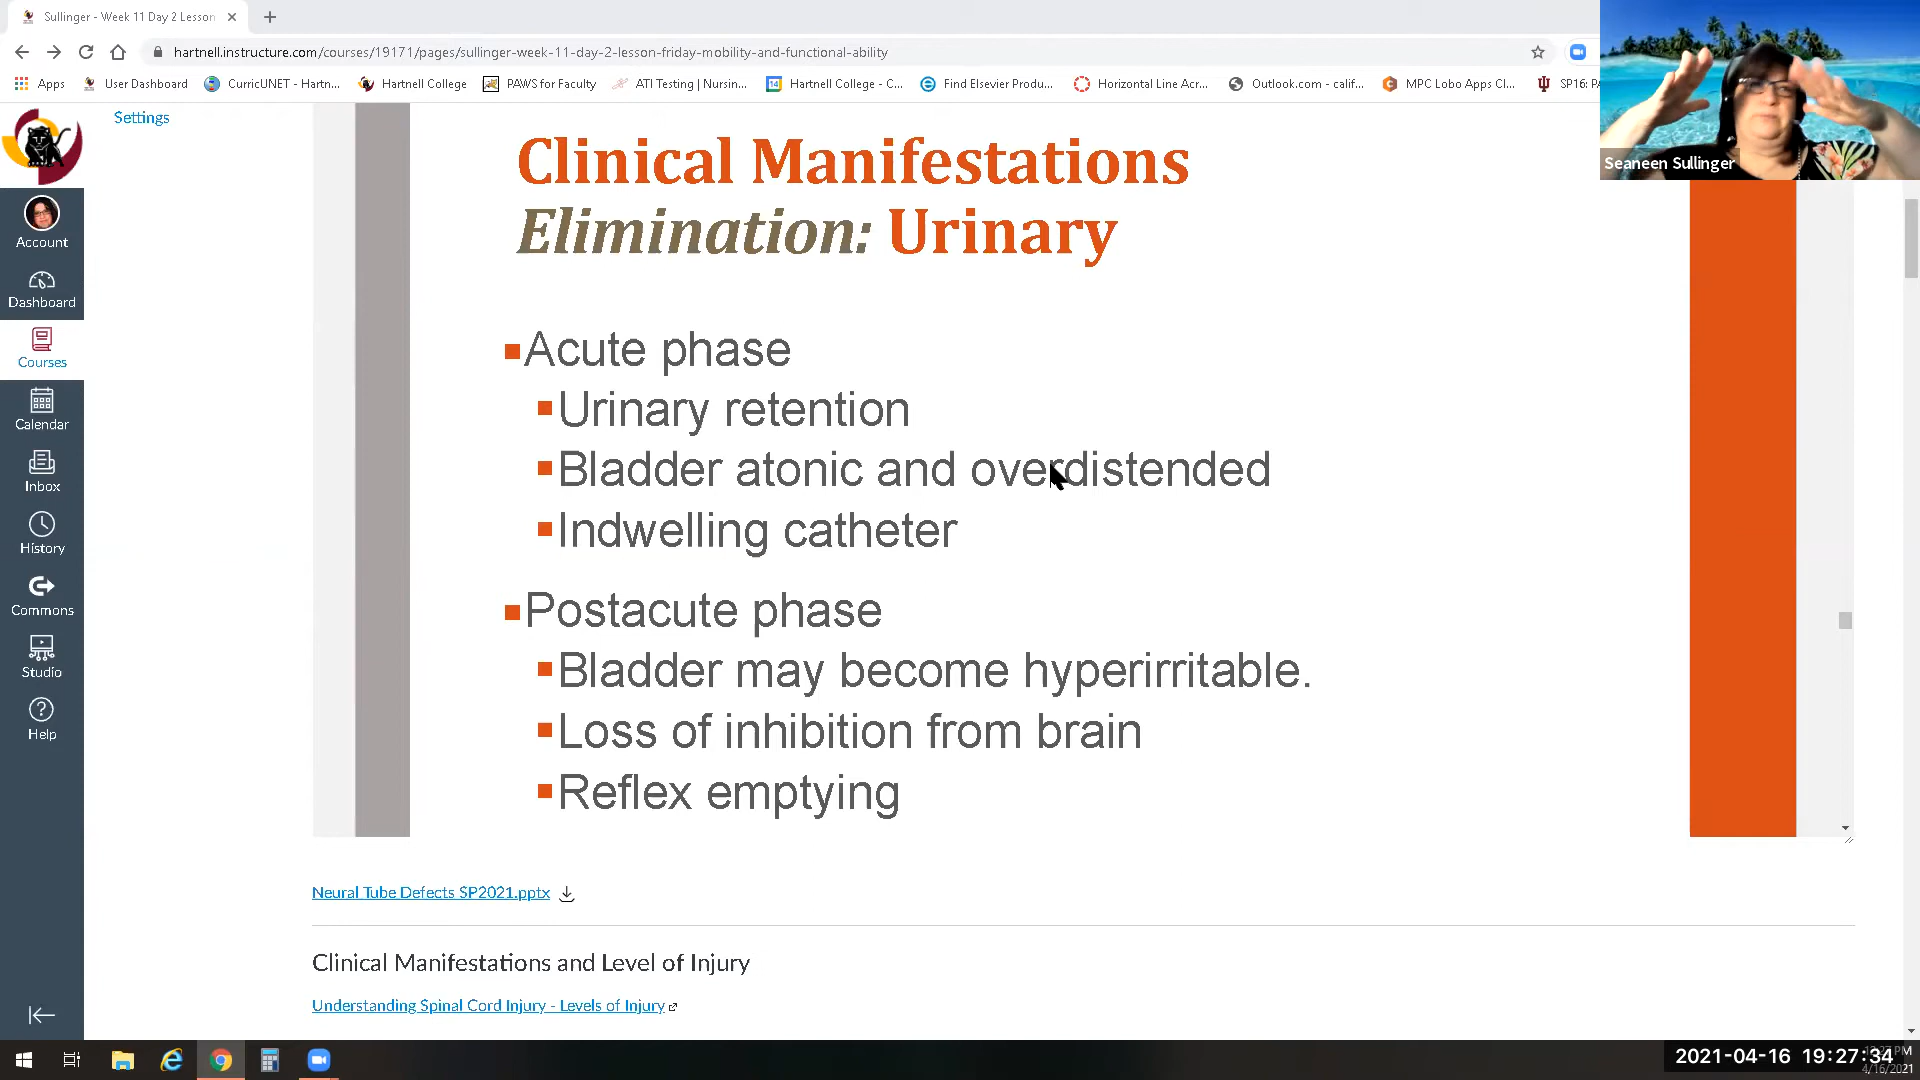 Sullinger - Week 11 Day 2 Lesson
hartnell.instructure.com/courses/19171/pages/sullinger-week-11-day-2-lesson-friday-mobility-and-functional-ability
Apps
User Dashboard
CurricUNET - Hartn...
Hartnell College
PAWS for Faculty
ATI Testing | Nursin...
Hartnell College - C...
Find Elsevier Produ...
Horizontal Line Acr...
Outlook.com - calif...
MPC Lobo Apps Cl...
SP16:
Seaneen Sullinger
Settings
Account
Dashboard
Courses
Calendar
Inbox
History
Commons
Studio
Help
Clinical Manifestations
Elimination: Urinary
Acute phase
Urinary retention
Bladder atonic and overdistended
Indwelling catheter
Postacute phase
Bladder may become hyperirritable.
Loss of inhibition from brain
Reflex emptying
Neural Tube Defects SP2021.pptx
Clinical Manifestations and Level of Injury
Understanding Spinal Cord Injury - Levels of Injury
2021-04-16 19:27:34
4/16/2021